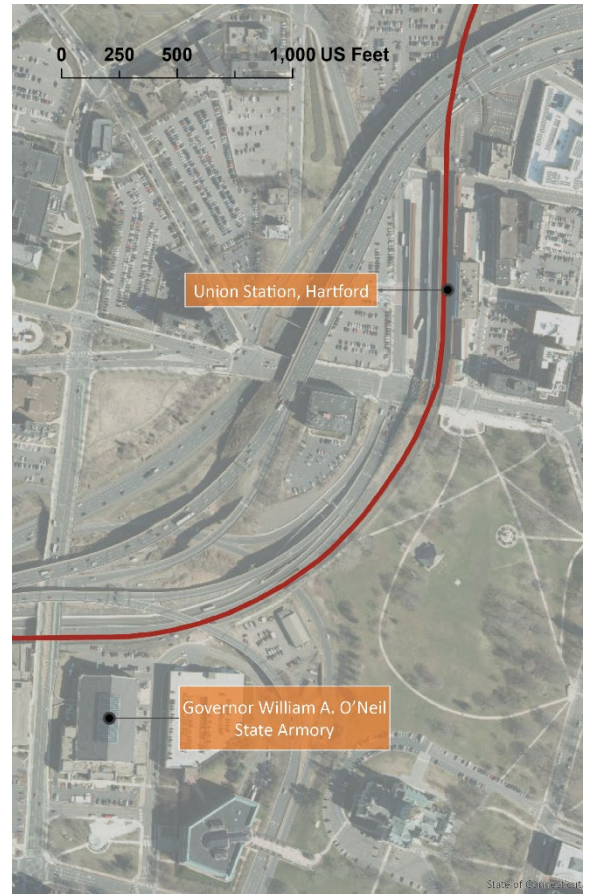 0 250 500 1,000 US Feet
Union Station, Hartford
Governor William A. O'Neil
State Armory
State of Connecticut